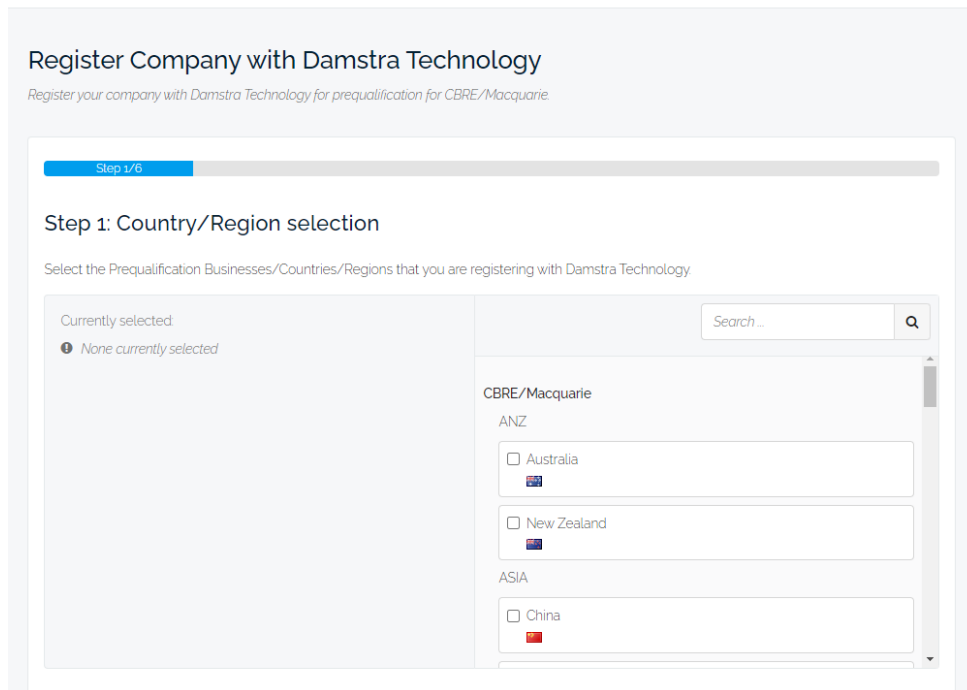 Register Company with Damstra Technology
Register your company with Damstra Technology for prequalification for CBRE/Macquarie.
Step 1/6
Step 1: Country/Region selection
Select the Prequalification Businesses/Countries/Regions that you are registering with Damstra Technology.
Currently selected:
None currently selected
Search ...
CBRE/Macquarie
ANZ
Australia
New Zealand
ASIA
China